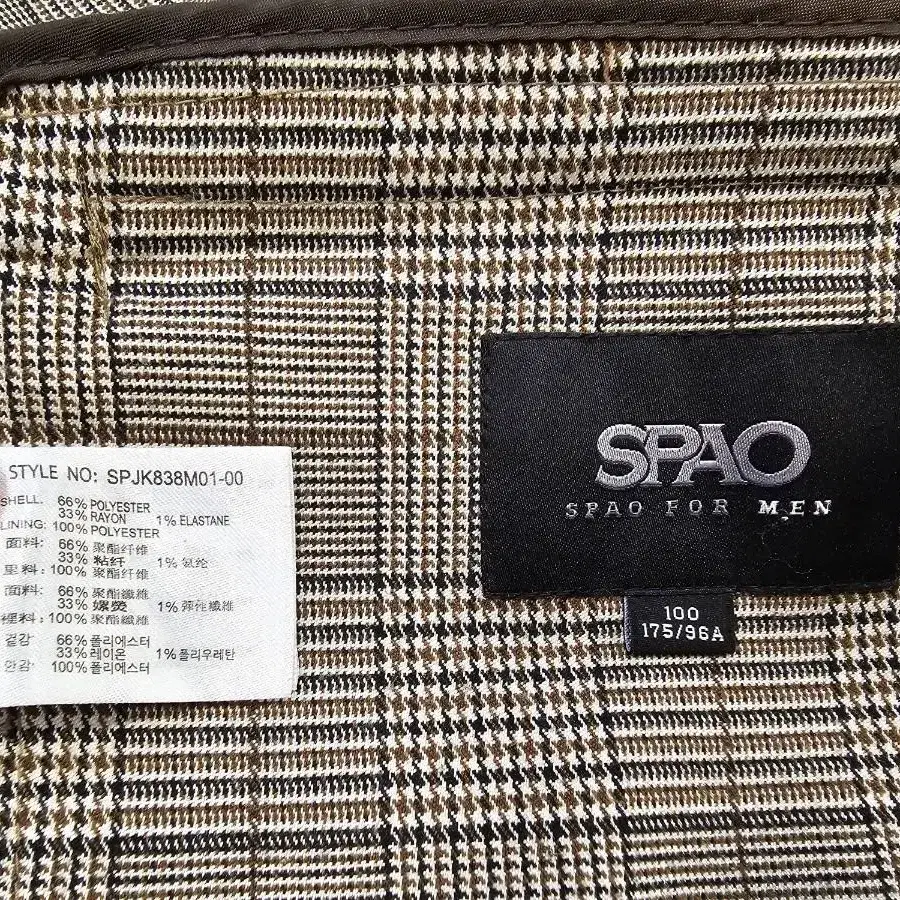 STYLE NO: SPJK838M01-00
SHELL: 66% POLYESTER
33% RAYON 1% ELASTANE
LINING: 100% POLYESTER
面料: 66% 聚酯纤维
33% 粘纤 1% 氨纶
里料: 100% 聚酯纤维
面料: 66% 聚酯纖維
33% 嫘縈 1% 彈性纖維
裡料: 100% 聚酯纖維
겉감 66% 폴리에스터
33% 레이온 1% 폴리우레탄
안감 100% 폴리에스터
SPAO
SPAO FOR MEN
100
175/96A